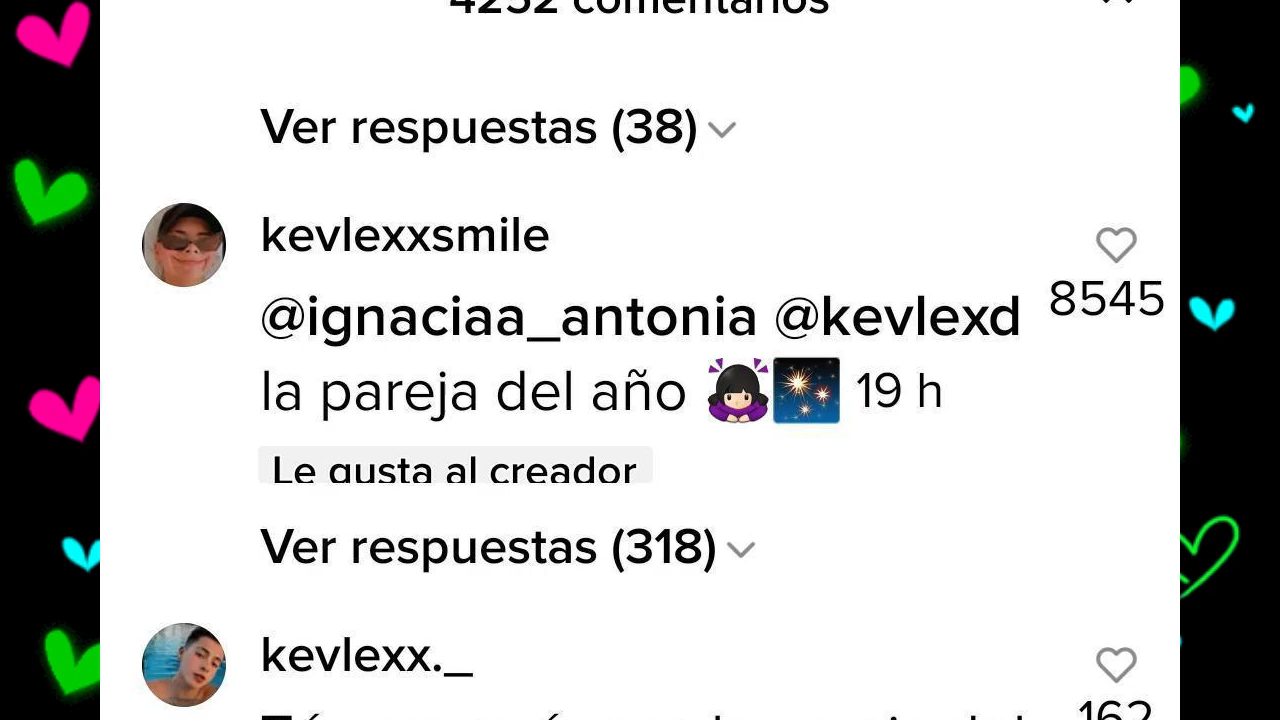 4252 comentarios
Ver respuestas (38)
kevlexxsmile
@ignaciaa_antonia @kevlexd
8545
la pareja del año 19 h
Le gusta al creador
Ver respuestas (318)
kevlexx._
162